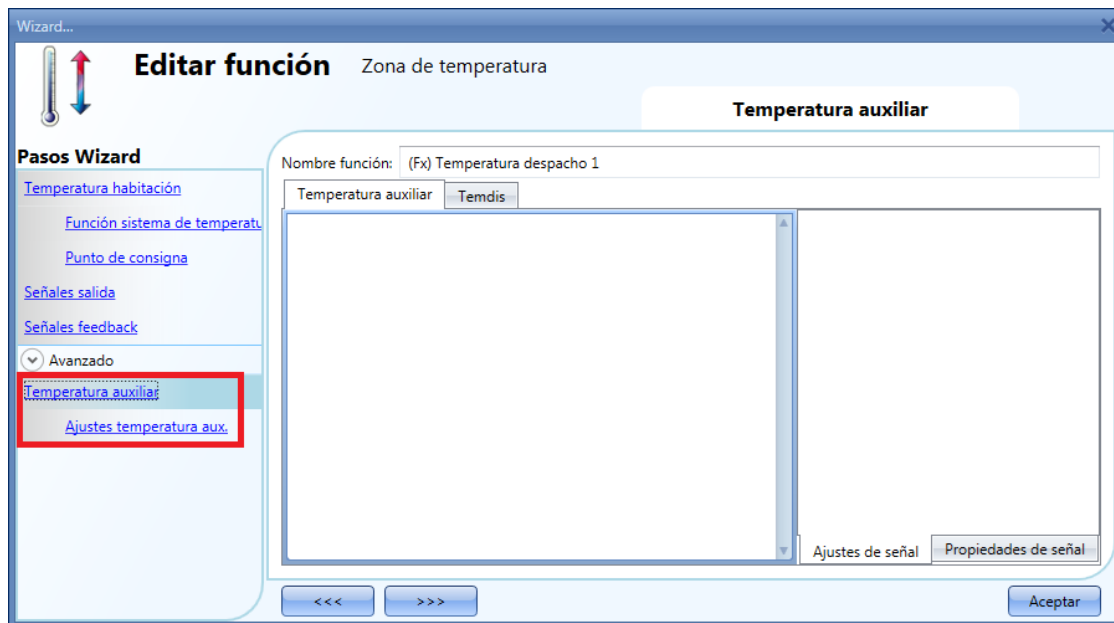 Wizard...
Editar función Zona de temperatura
Temperatura auxiliar
Pasos Wizard
Temperatura habitación
Función sistema de temperatu
Punto de consigna
Señales salida
Señales feedback
Avanzado
Temperatura auxiliar
Ajustes temperatura aux.
Nombre función: (Fx) Temperatura despacho 1
Temperatura auxiliar Temdis
Ajustes de señal Propiedades de señal
<<< >>> Aceptar